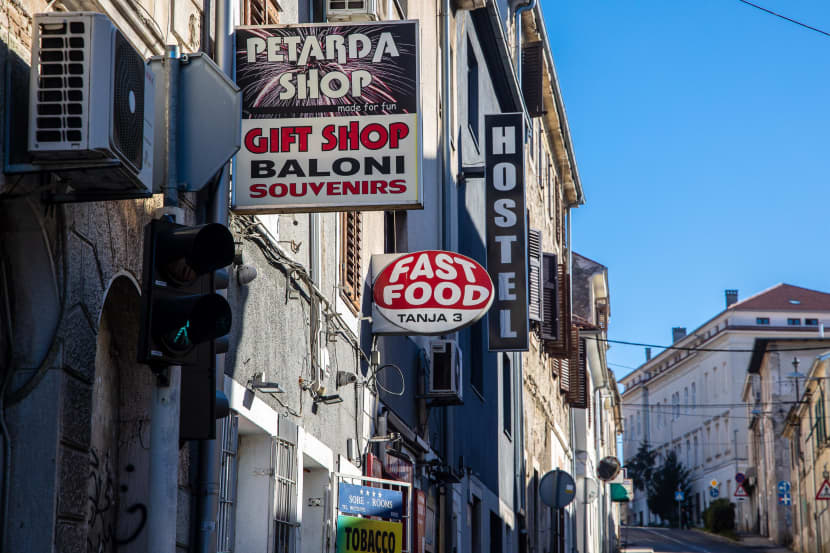 PETARDA
SHOP
made for fun
GIFT SHOP
BALONI
SOUVENIRS
HOSTEL
FAST
FOOD
TANJA 3
SOBE - ROOMS
TOBACCO